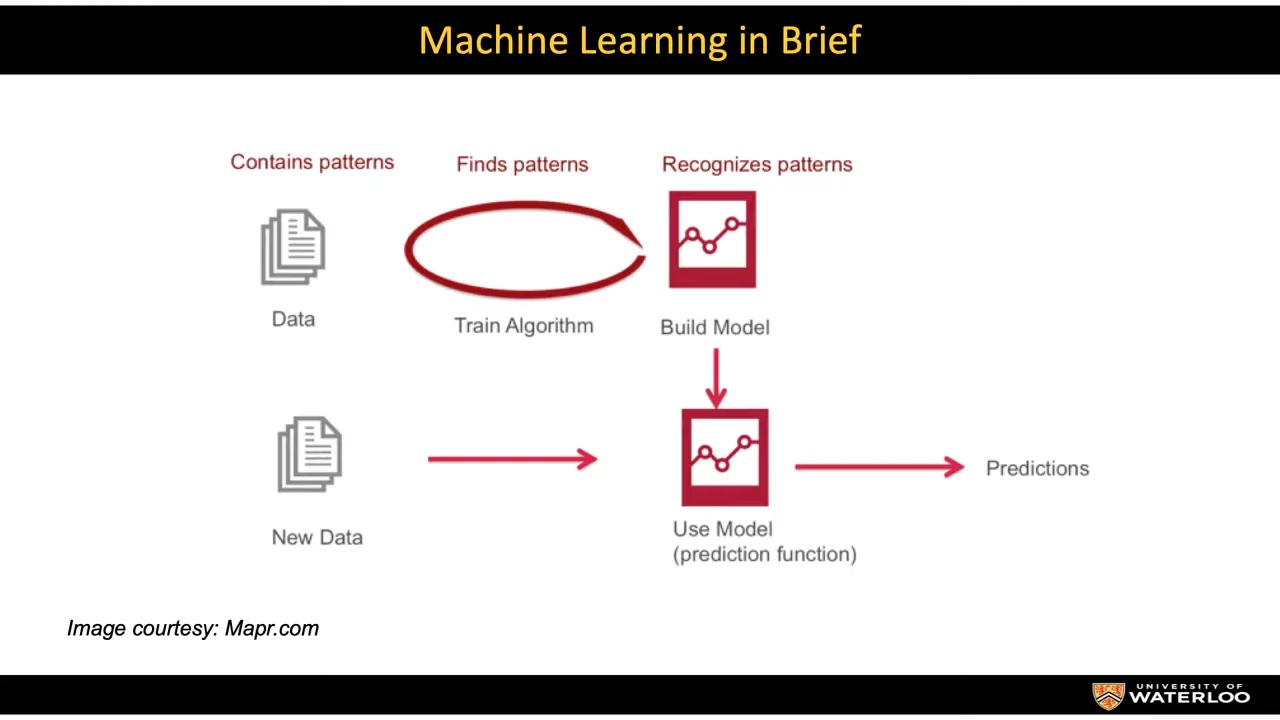 Machine Learning in Brief
Contains patterns
Finds patterns
Recognizes patterns
Data
Train Algorithm
Build Model
New Data
Use Model
(prediction function)
Predictions
Image courtesy: Mapr.com
UNIVERSITY OF
WATERLOO